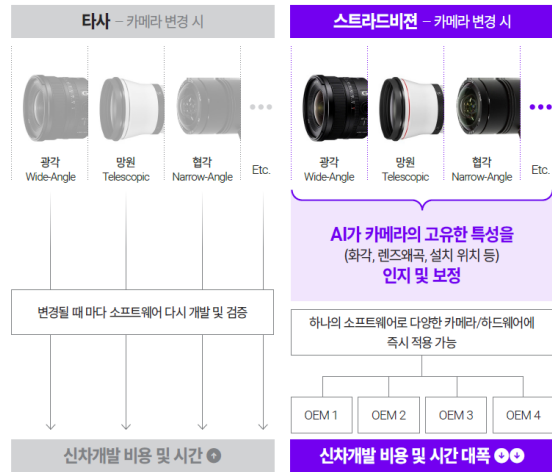 타사 – 카메라 변경 시
광각
Wide-Angle
망원
Telescopic
협각
Narrow-Angle
Etc.
변경될 때 마다 소프트웨어 다시 개발 및 검증
신차개발 비용 및 시간
스트라드비젼 – 카메라 변경 시
광각
Wide-Angle
망원
Telescopic
협각
Narrow-Angle
Etc.
AI가 카메라의 고유한 특성을
(화각, 렌즈왜곡, 설치 위치 등)
인지 및 보정
하나의 소프트웨어로 다양한 카메라/하드웨어에
즉시 적용 가능
OEM 1
OEM 2
OEM 3
OEM 4
신차개발 비용 및 시간 대폭